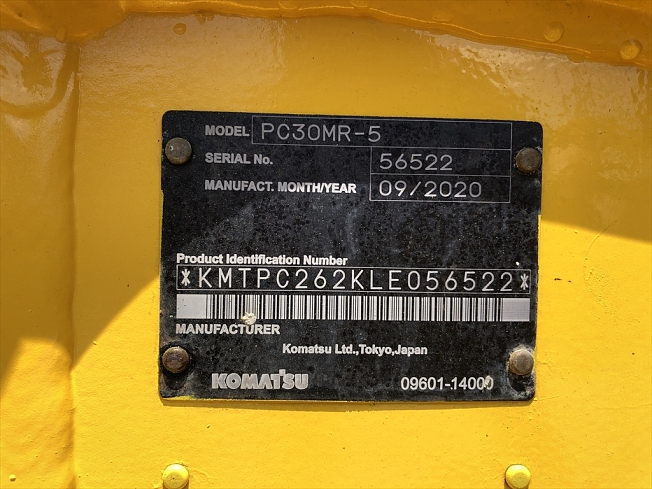 MODEL PC30MR-5
SERIAL No. 56522
MANUFACT. MONTH/YEAR 09/2020
Product Identification Number
*KMTPC262KLE056522*
MANUFACTURER
Komatsu Ltd.,Tokyo,Japan
KOMATSU 09601-14000